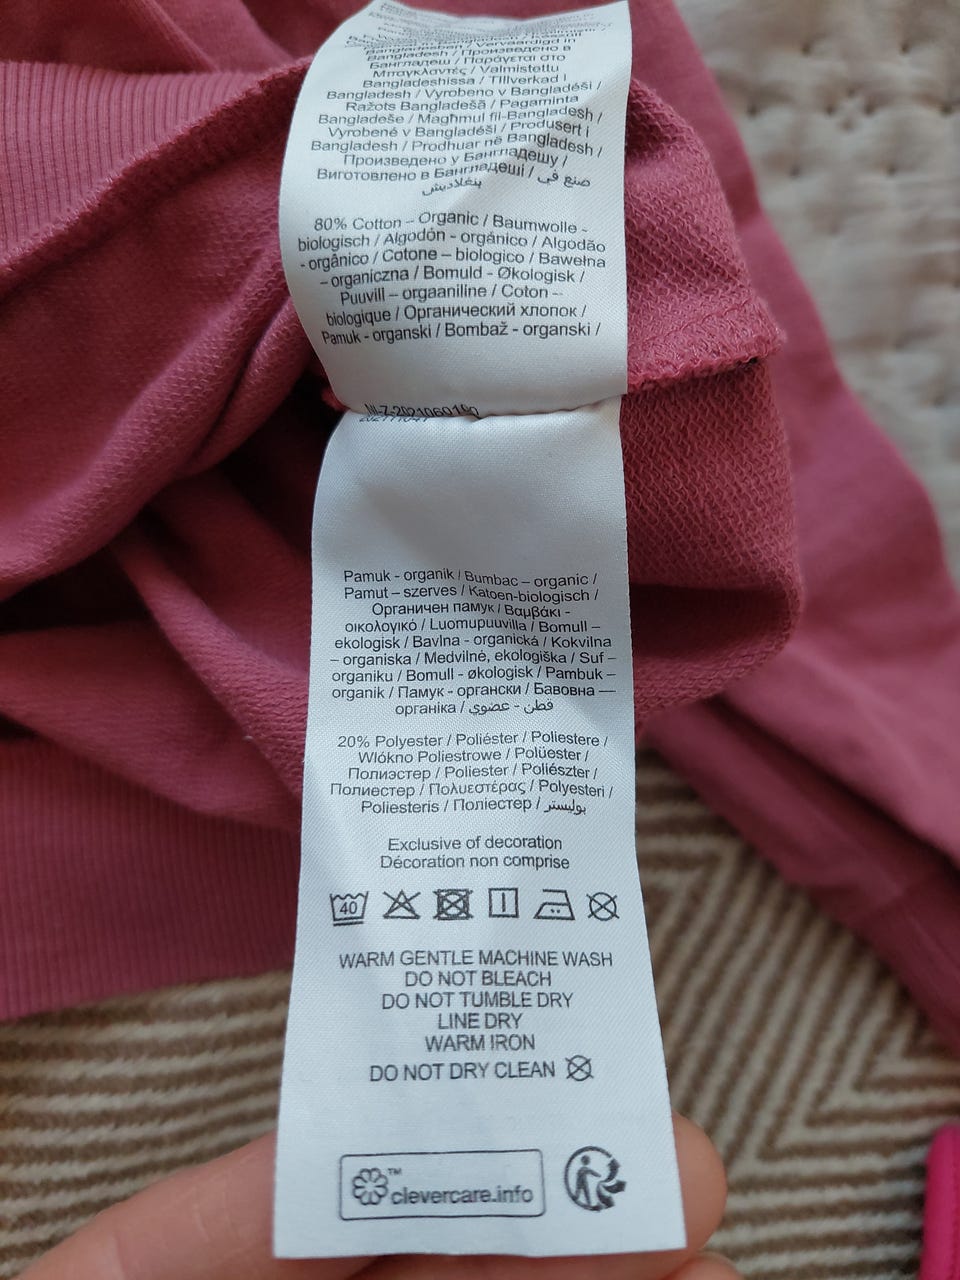 Bangladesh / Vervaardigd in
Bangladesh / Произведено в
Бангладеш / Παράγεται στο
Μπαγκλαντές / Valmistettu
Bangladeshissa / Tillverkad i
Bangladesh / Vyrobeno v Bangladéši /
Ražots Bangladešā / Pagaminta
Bangladeše / Magħmul fil-Bangladesh /
Vyrobené v Bangladéši / Produsert i
Bangladesh / Prodhuar në Bangladesh /
Произведено у Бангладешу /
Виготовлено в Бангладеші / صنع في
بنغلاديش
80% Cotton – Organic / Baumwolle -
biologisch / Algodón - orgánico / Algodão
- orgânico / Cotone – biologico / Bawełna
– organiczna / Bomuld - Økologisk /
Puuvill – orgaaniline / Coton –
biologique / Органический хлопок /
Pamuk - organski / Bombaž - organski /
NI-Z-2021060190
Pamuk - organik / Bumbac – organic /
Pamut – szerves / Katoen-biologisch /
Органичен памук / Βαμβάκι -
οικολογικό / Luomupuuvilla / Bomull –
ekologisk / Bavlna - organická / Kokvilna
– organiska / Medvilnė, ekologiška / Suf –
organiku / Bomull - økologisk / Pambuk –
organik / Памук - органски / Бавовна —
органіка / قطن - عضوي
20% Polyester / Poliéster / Poliestere /
Wlókno Poliestrowe / Polüester /
Полиэстер / Poliester / Poliészter /
Полиестер / Πολυεστέρας / Polyesteri /
Poliesteris / Поліестер / بوليستر
Exclusive of decoration
Décoration non comprise
40
WARM GENTLE MACHINE WASH
DO NOT BLEACH
DO NOT TUMBLE DRY
LINE DRY
WARM IRON
DO NOT DRY CLEAN
™
clevercare.info